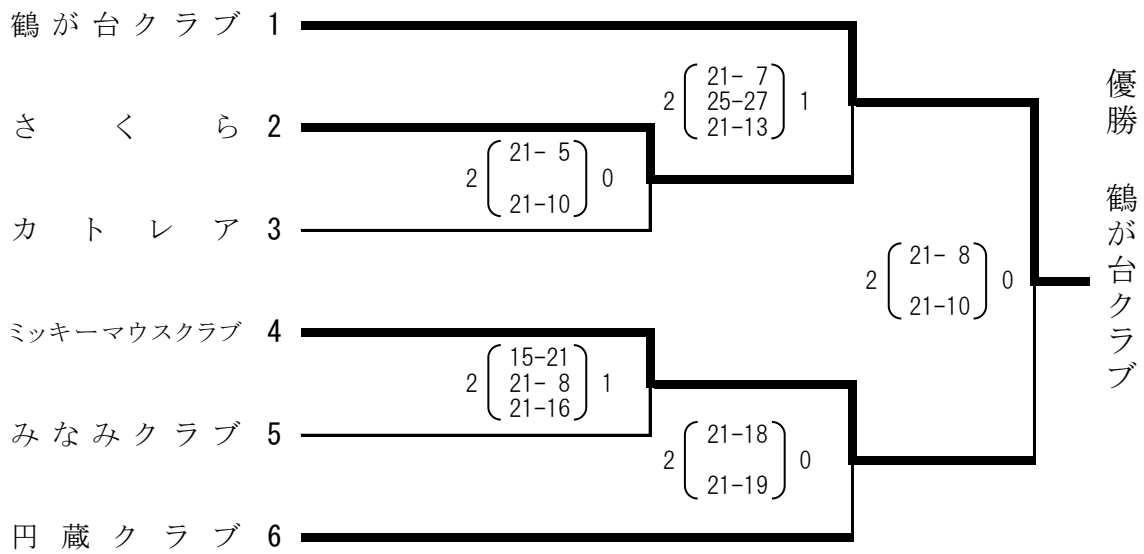 鶴が台クラブ 1
2 21- 7 1
25-27
21-13
さくら 2
2 21- 5 0
21-10
カトレア 3
2 21- 8 0
21-10
ミッキーマウスクラブ 4
2 15-21 1
21- 8
21-16
みなみクラブ 5
2 21-18 0
21-19
円蔵クラブ 6
優勝 鶴が台クラブ